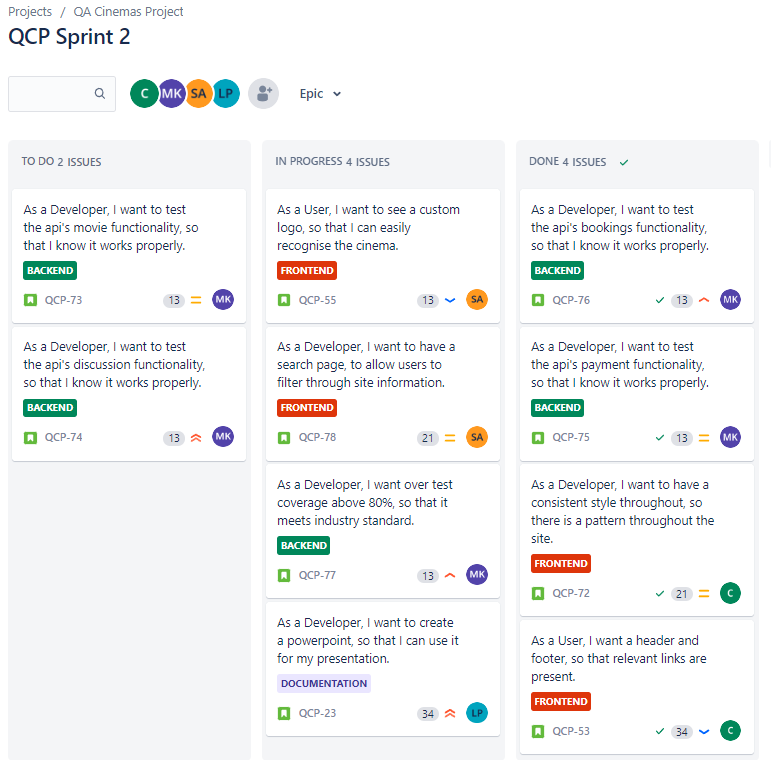 Projects / QA Cinemas Project
QCP Sprint 2
C MK SA LP
Epic
TO DO 2 ISSUES
As a Developer, I want to test
the api's movie functionality, so
that I know it works properly.
BACKEND
QCP-73 13 MK
As a Developer, I want to test
the api's discussion functionality,
so that I know it works properly.
BACKEND
QCP-74 13 MK
IN PROGRESS 4 ISSUES
As a User, I want to see a custom
logo, so that I can easily
recognise the cinema.
FRONTEND
QCP-55 13 SA
As a Developer, I want to have a
search page, to allow users to
filter through site information.
FRONTEND
QCP-78 21 SA
As a Developer, I want over test
coverage above 80%, so that it
meets industry standard.
BACKEND
QCP-77 13 MK
As a Developer, I want to create
a powerpoint, so that I can use it
for my presentation.
DOCUMENTATION
QCP-23 34 LP
DONE 4 ISSUES
As a Developer, I want to test
the api's bookings functionality,
so that I know it works properly.
BACKEND
QCP-76 13 MK
As a Developer, I want to test
the api's payment functionality,
so that I know it works properly.
BACKEND
QCP-75 13 MK
As a Developer, I want to have a
consistent style throughout, so
there is a pattern throughout the
site.
FRONTEND
QCP-72 21 C
As a User, I want a header and
footer, so that relevant links are
present.
FRONTEND
QCP-53 34 C